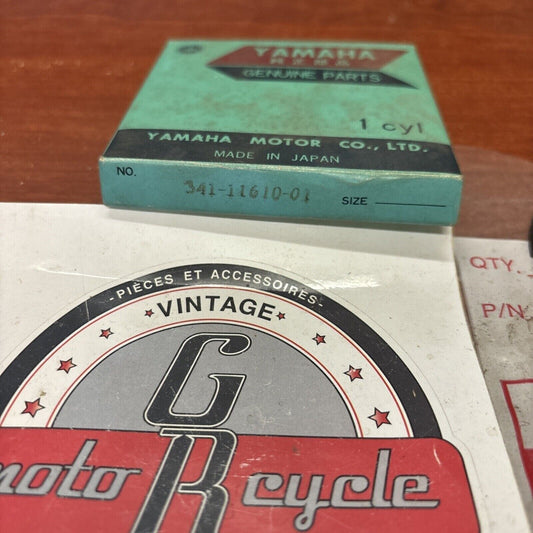 YAMAHA
GENUINE PARTS
1 cyl
YAMAHA MOTOR CO., LTD.
MADE IN JAPAN
NO. 341-11610-01 SIZE
QTY.
P/N
-PIÈCES ET ACCESSOIRES-
VINTAGE
GR
moto cycle